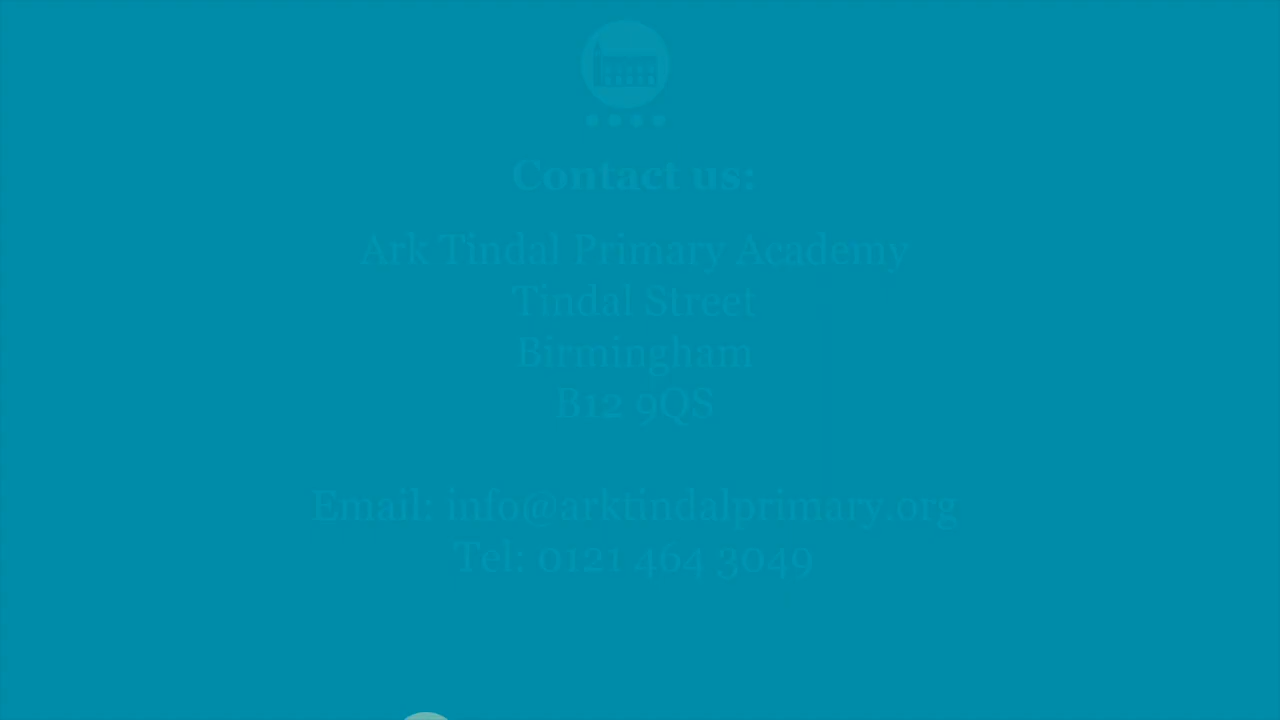 Contact us:
Ark Tindal Primary Academy
Tindal Street
Birmingham
B12 9QS
Email: info@arktindalprimary.org
Tel: 0121 464 3049